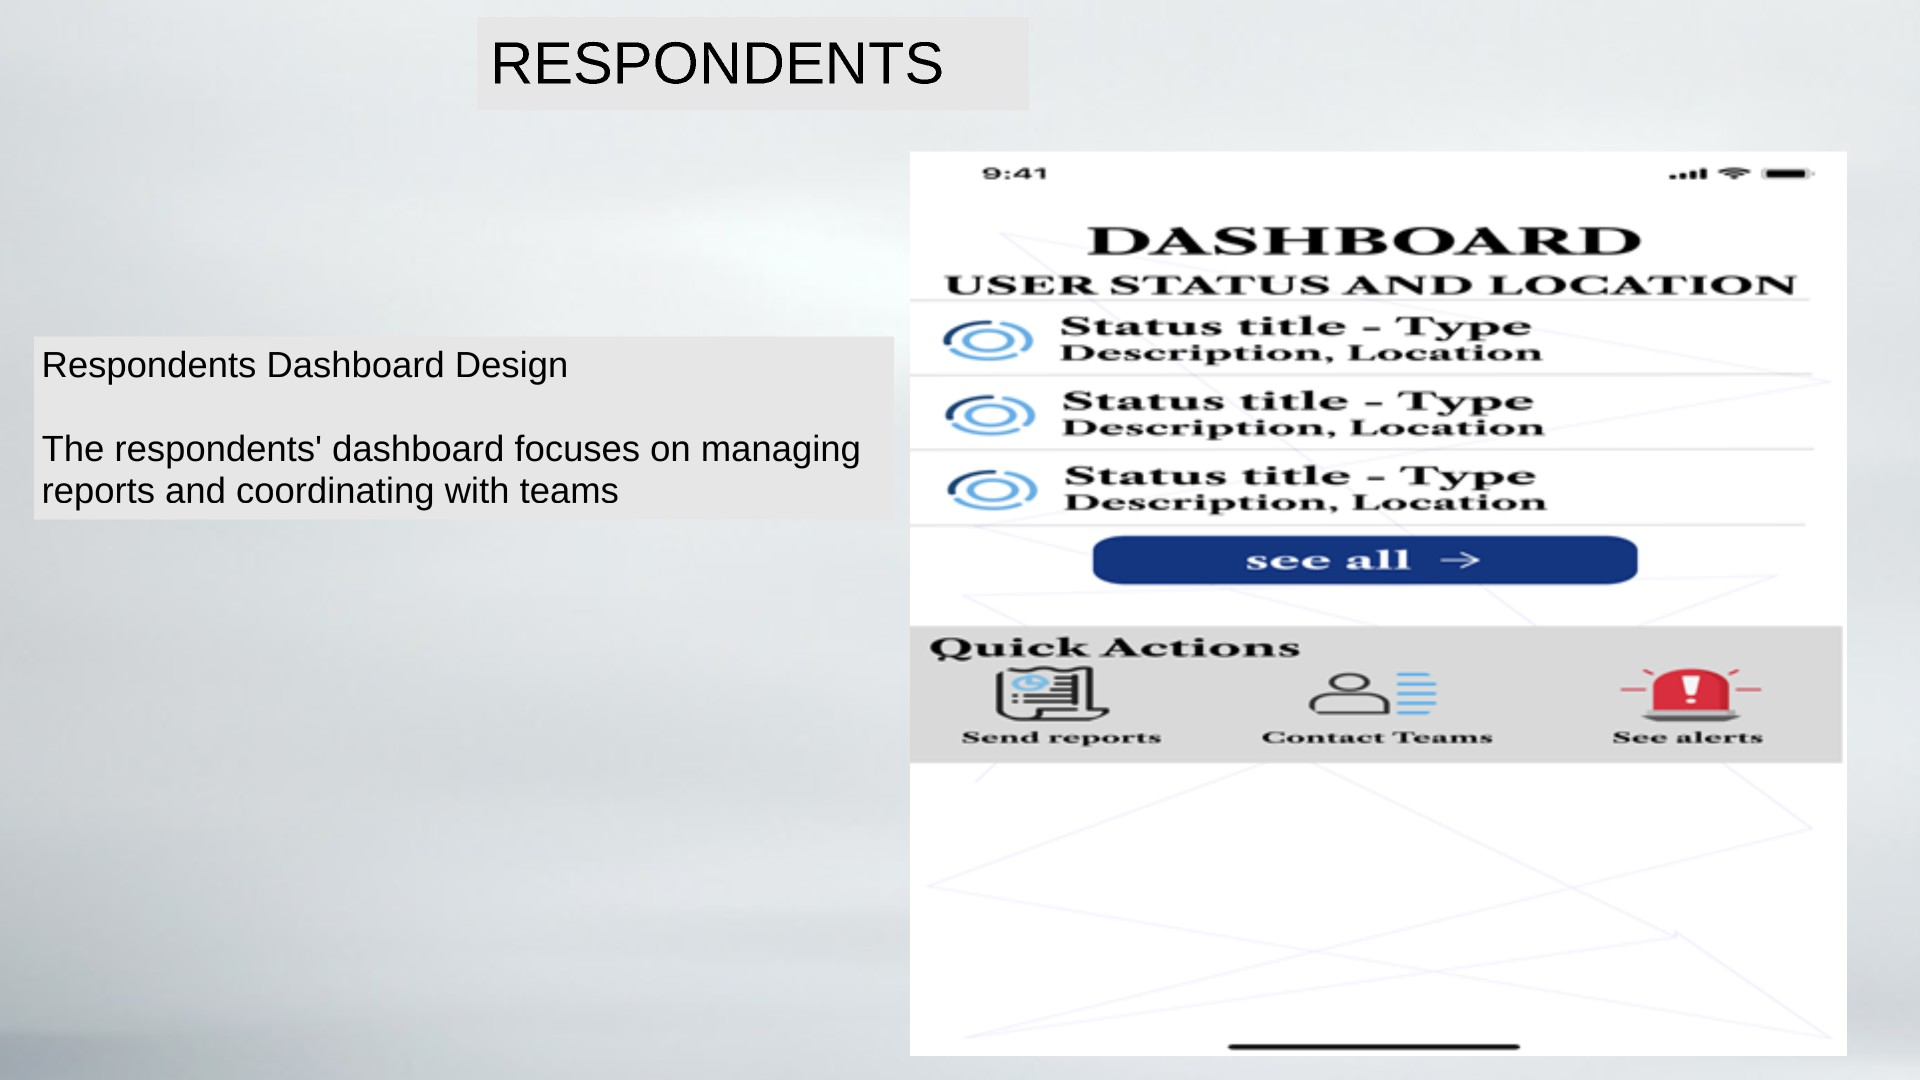 RESPONDENTS
Respondents Dashboard Design
The respondents' dashboard focuses on managing
reports and coordinating with teams
9:41
DASHBOARD
USER STATUS AND LOCATION
Status title - Type
Description, Location
Status title - Type
Description, Location
Status title - Type
Description, Location
see all →
Quick Actions
Send reports
Contact Teams
See alerts